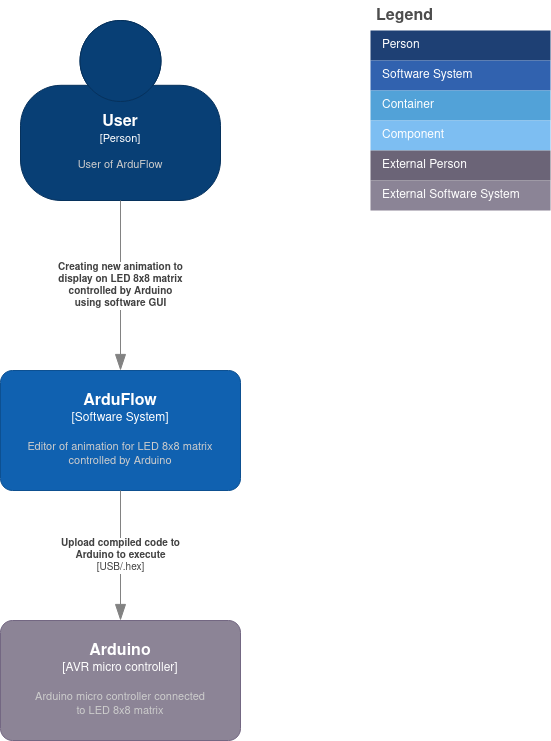 Legend
Person
Software System
Container
Component
External Person
External Software System
User
[Person]
User of ArduFlow
Creating new animation to
display on LED 8x8 matrix
controlled by Arduino
using software GUI
ArduFlow
[Software System]
Editor of animation for LED 8x8 matrix
controlled by Arduino
Upload compiled code to
Arduino to execute
[USB/.hex]
Arduino
[AVR micro controller]
Arduino micro controller connected
to LED 8x8 matrix